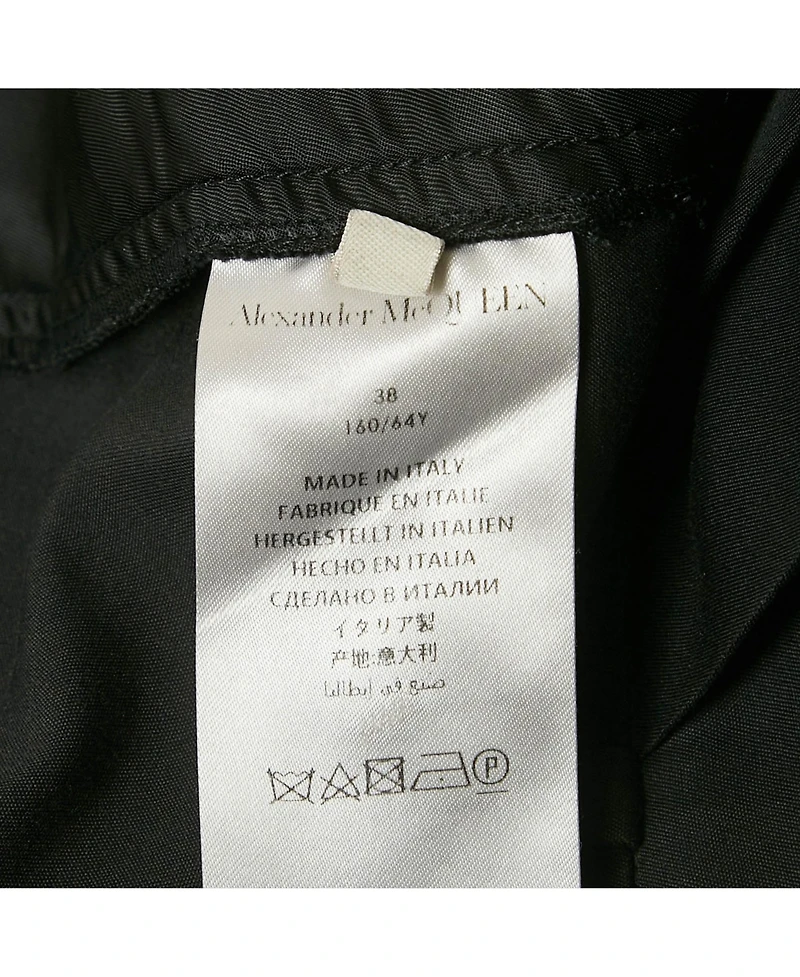 Alexander McQUEEN
38
160/64Y
MADE IN ITALY
FABRIQUE EN ITALIE
HERGESTELLT IN ITALIEN
HECHO EN ITALIA
СДЕЛАНО В ИТАЛИИ
イタリア製
产地:意大利
صنع في ايطاليا
P